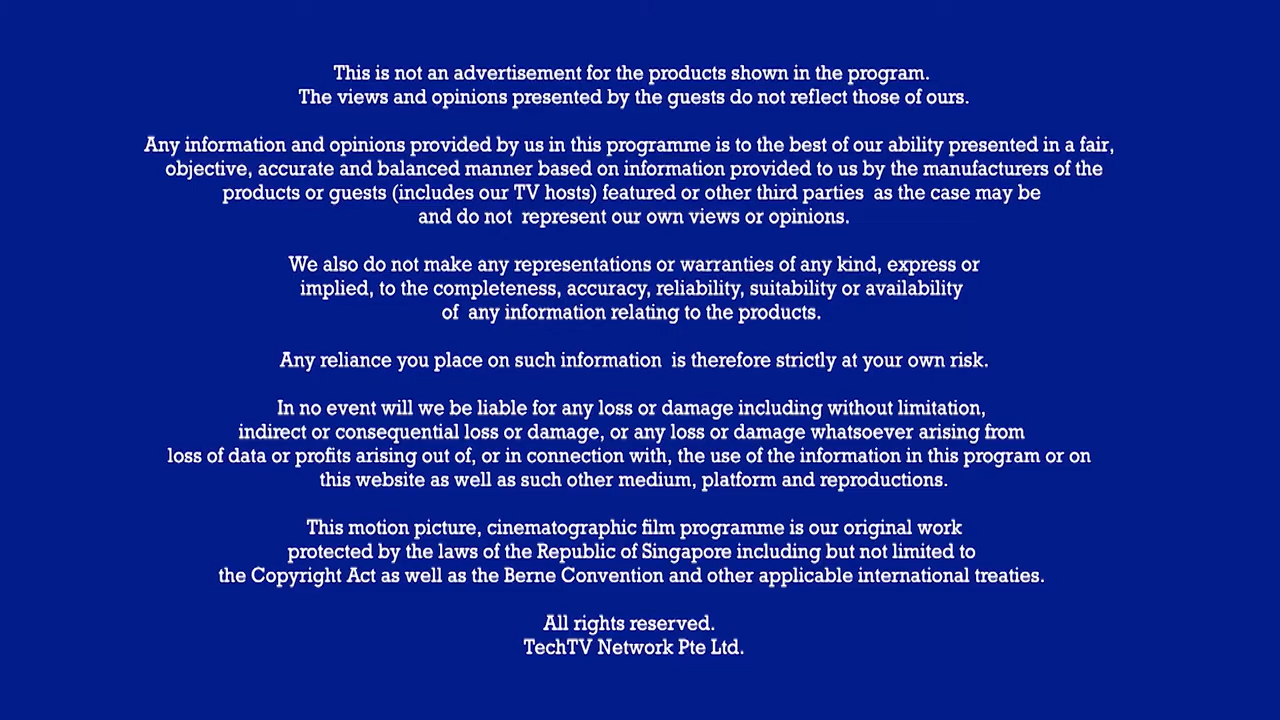 This is not an advertisement for the products shown in the program.
The views and opinions presented by the guests do not reflect those of ours.
Any information and opinions provided by us in this programme is to the best of our ability presented in a fair,
objective, accurate and balanced manner based on information provided to us by the manufacturers of the
products or guests (includes our TV hosts) featured or other third parties as the case may be
and do not represent our own views or opinions.
We also do not make any representations or warranties of any kind, express or
implied, to the completeness, accuracy, reliability, suitability or availability
of any information relating to the products.
Any reliance you place on such information is therefore strictly at your own risk.
In no event will we be liable for any loss or damage including without limitation,
indirect or consequential loss or damage, or any loss or damage whatsoever arising from
loss of data or profits arising out of, or in connection with, the use of the information in this program or on
this website as well as such other medium, platform and reproductions.
This motion picture, cinematographic film programme is our original work
protected by the laws of the Republic of Singapore including but not limited to
the Copyright Act as well as the Berne Convention and other applicable international treaties.
All rights reserved.
TechTV Network Pte Ltd.